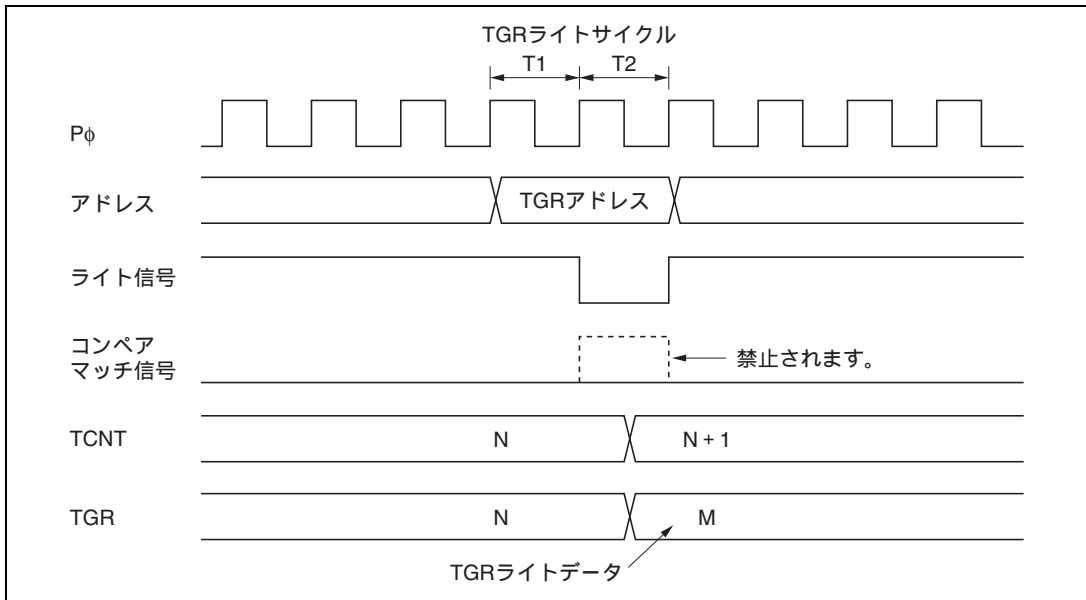 TGRライトサイクル
T1 T2
Pφ
アドレス TGRアドレス
ライト信号
コンペア
マッチ信号 禁止されます。
TCNT N N + 1
TGR N M
TGRライトデータ